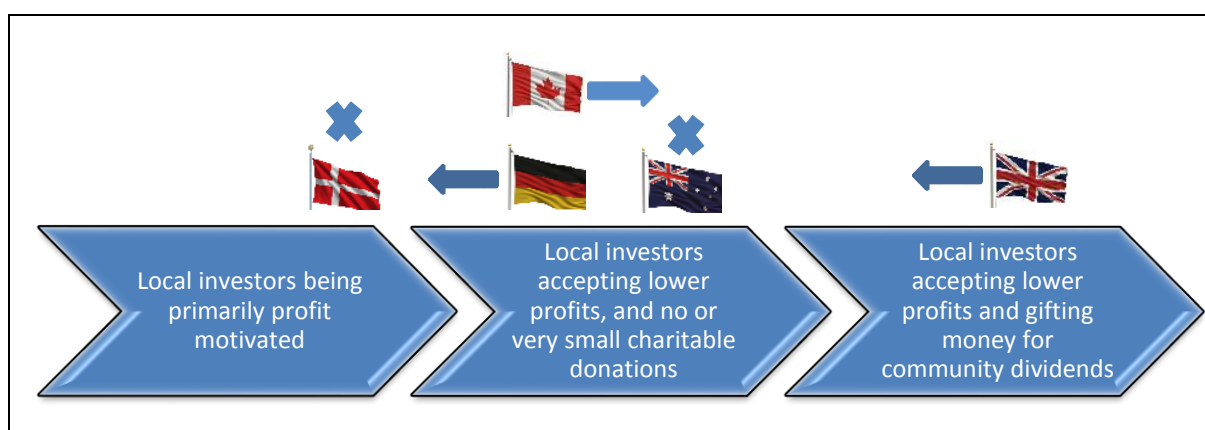 Local investors being
primarily profit
motivated
Local investors
accepting lower
profits, and no or
very small charitable
donations
Local investors
accepting lower
profits and gifting
money for
community dividends